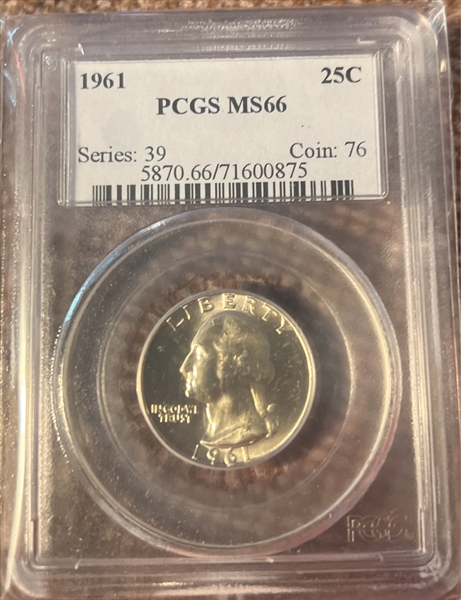 1961 25C
PCGS MS66
Series: 39 Coin: 76
5870.66/71600875
LIBERTY
IN GOD WE
TRUST
1961
PCGS